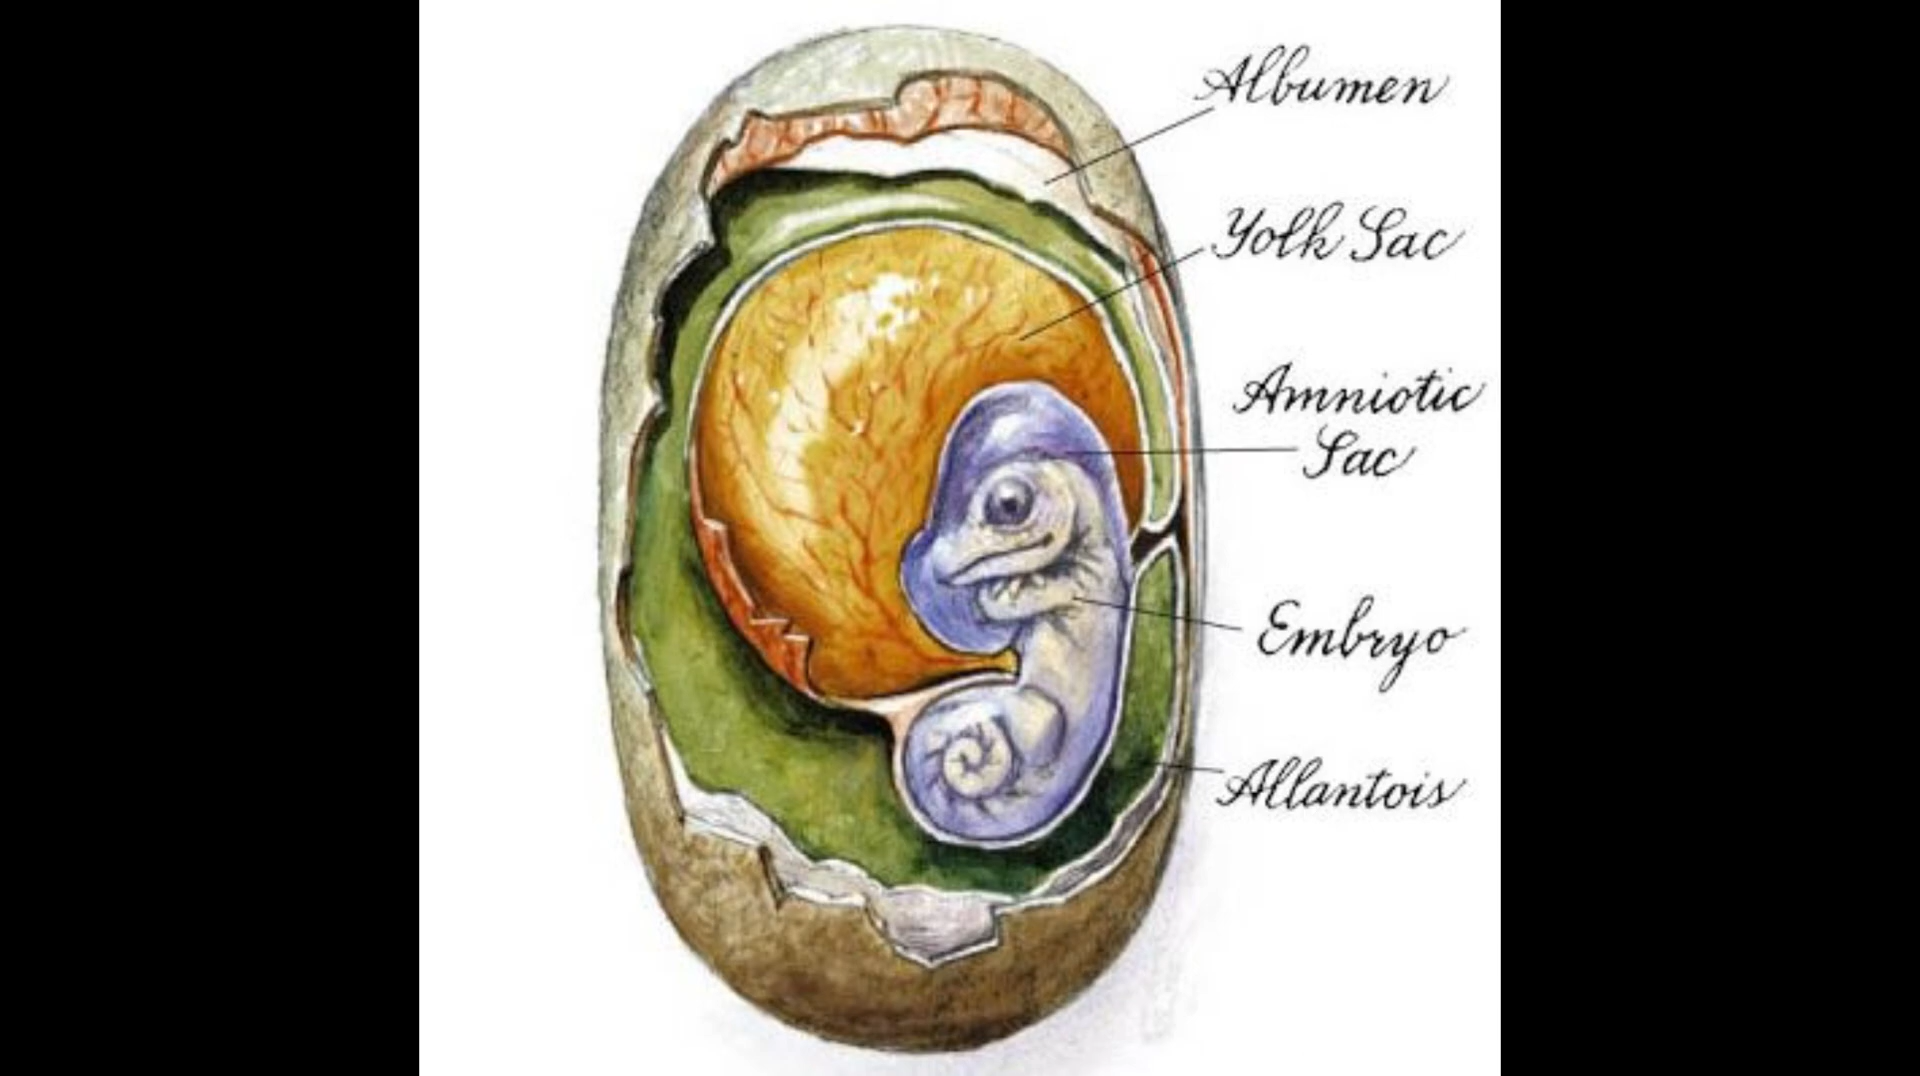 Albumen
Yolk Sac
Amniotic
Sac
Embryo
Allantois